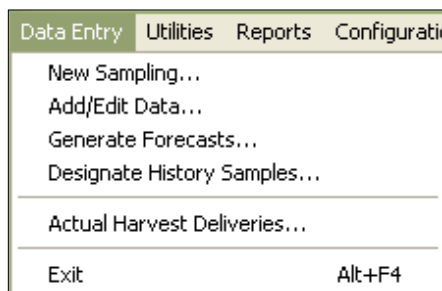 Data Entry Utilities Reports
New Sampling...
Add/Edit Data...
Generate Forecasts...
Designate History Samples...
Actual Harvest Deliveries...
Exit Alt+F4